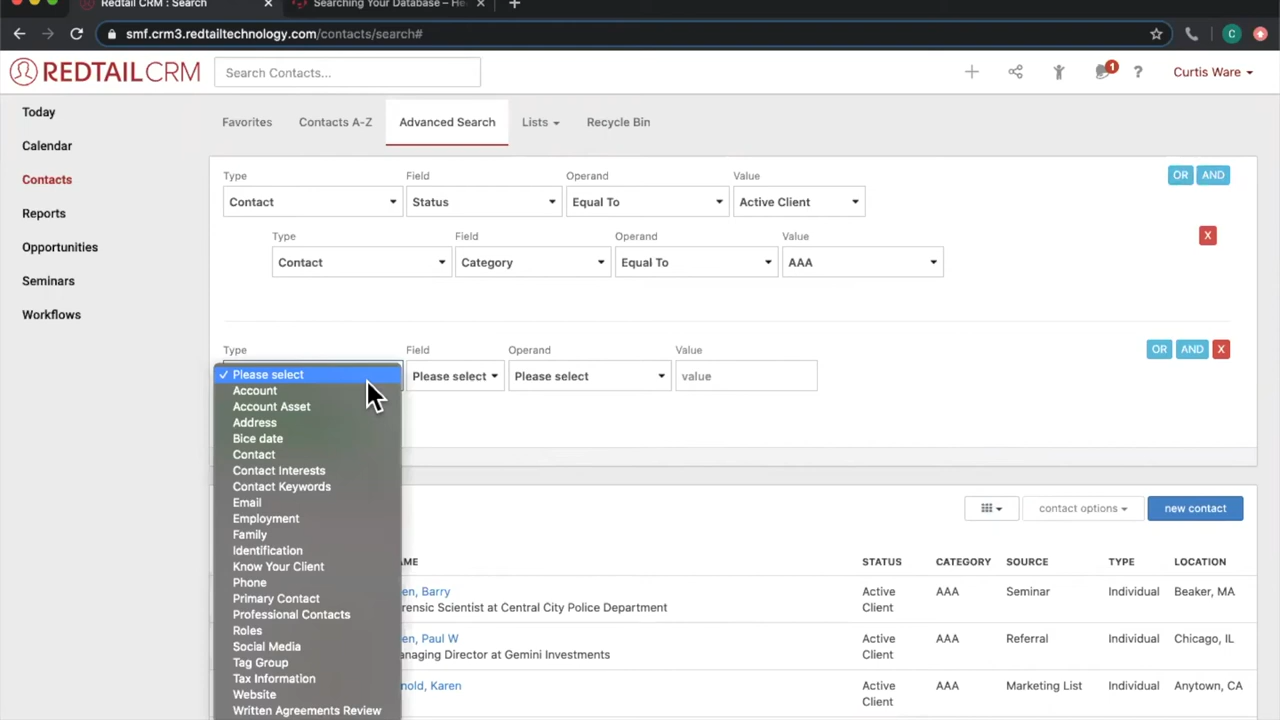 Redtail CRM : Search
Searching Your Database – He
smf.crm3.redtailtechnology.com/contacts/search#
C
REDTAILCRM
Search Contacts...
1
?
Curtis Ware
Today
Calendar
Contacts
Reports
Opportunities
Seminars
Workflows
Favorites
Contacts A-Z
Advanced Search
Lists
Recycle Bin
Type Field Operand Value
OR AND
Contact Status Equal To Active Client
Type Field Operand Value
X
Contact Category Equal To AAA
Type Field Operand Value
OR AND X
Please select Please select value
Please select
Account
Account Asset
Address
Bice date
Contact
Contact Interests
Contact Keywords
Email
Employment
Family
Identification
Know Your Client
Phone
Primary Contact
Professional Contacts
Roles
Social Media
Tag Group
Tax Information
Website
Written Agreements Review
contact options
new contact
AME STATUS CATEGORY SOURCE TYPE LOCATION
en, Barry
orensic Scientist at Central City Police Department
Active
Client
AAA Seminar Individual Beaker, MA
en, Paul W
anaging Director at Gemini Investments
Active
Client
AAA Referral Individual Chicago, IL
nold, Karen
Active
Client
AAA Marketing List Individual Anytown, CA